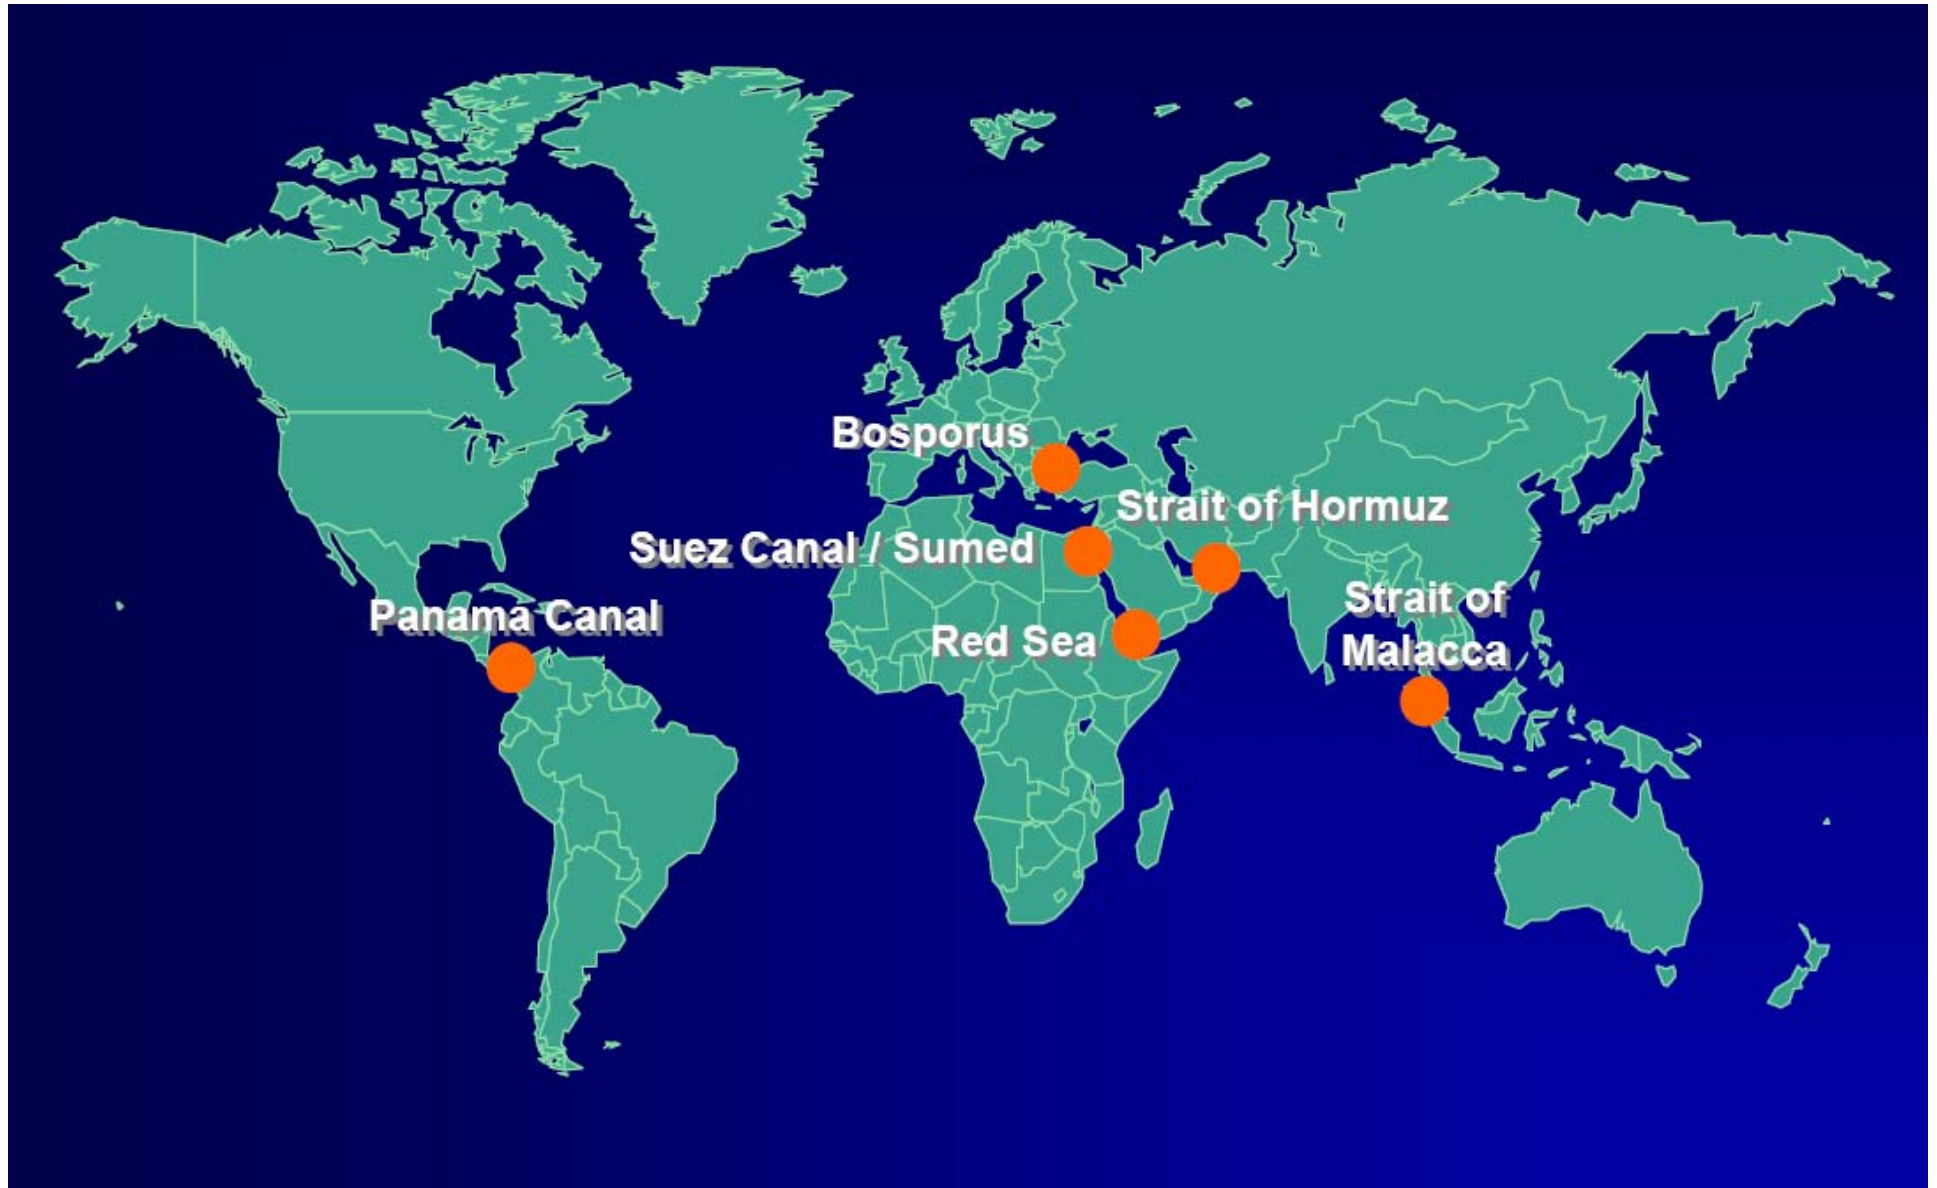 Bosporus
Strait of Hormuz
Suez Canal / Sumed
Strait of
Malacca
Panama Canal
Red Sea